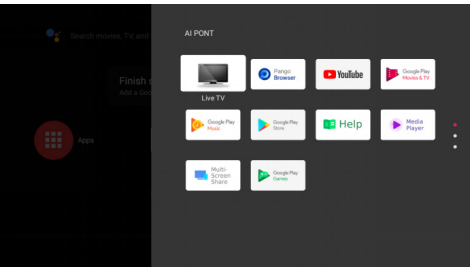 Search movies, TV, and
AI PONT
Finish s
Add a Goo
Live TV
Pango
Browser
YouTube
Google Play
Movies & TV
Apps
Google Play
Music
Google Play
Store
Help
Media
Player
Multi-
Screen
Share
Google Play
Games